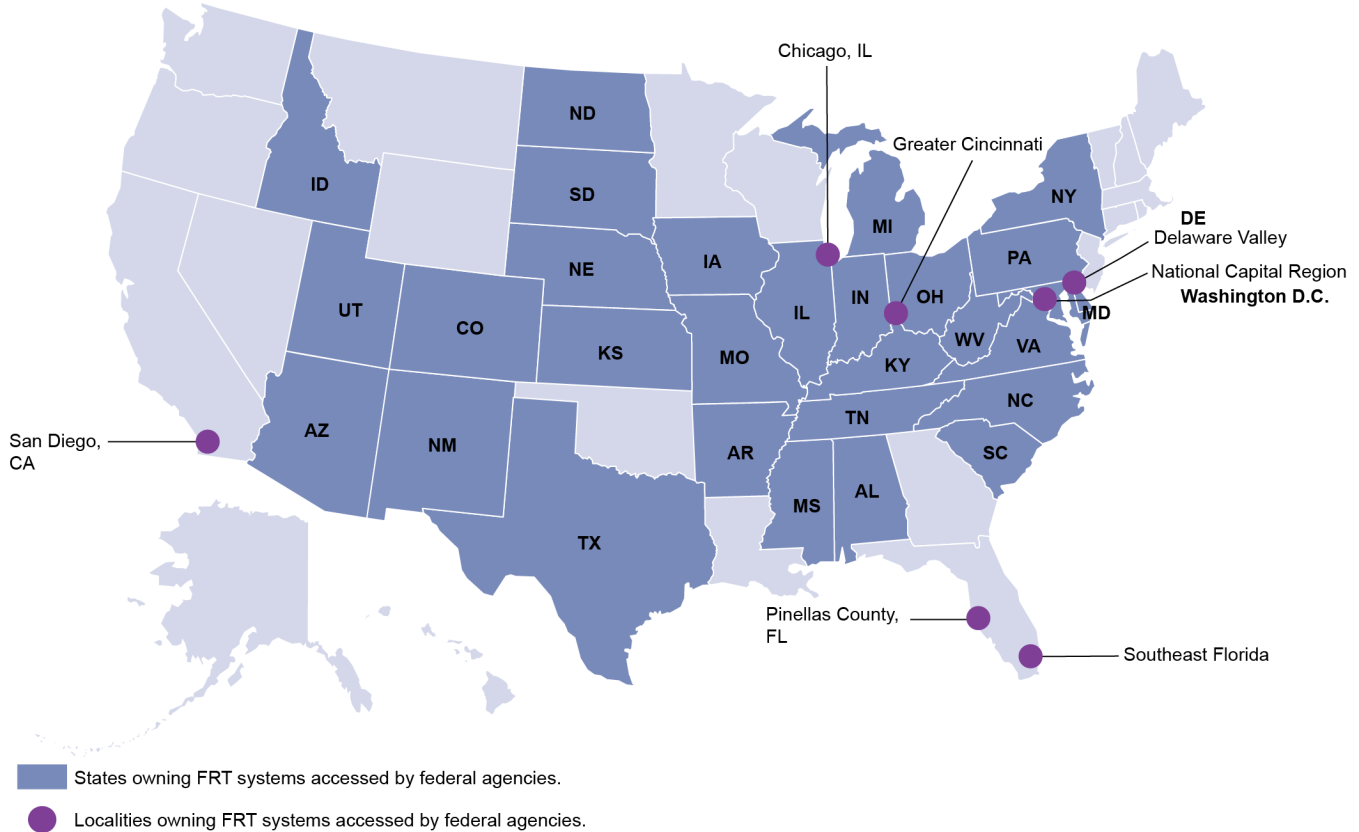 Chicago, IL
Greater Cincinnati
ND
ID
SD
MI
NY
DE
Delaware Valley
PA
National Capital Region
Washington D.C.
IA
NE
IN
OH
UT
CO
IL
MD
WV
VA
KS
MO
KY
NC
TN
AZ
NM
AR
SC
San Diego,
CA
MS
AL
TX
Pinellas County,
FL
Southeast Florida
States owning FRT systems accessed by federal agencies.
Localities owning FRT systems accessed by federal agencies.